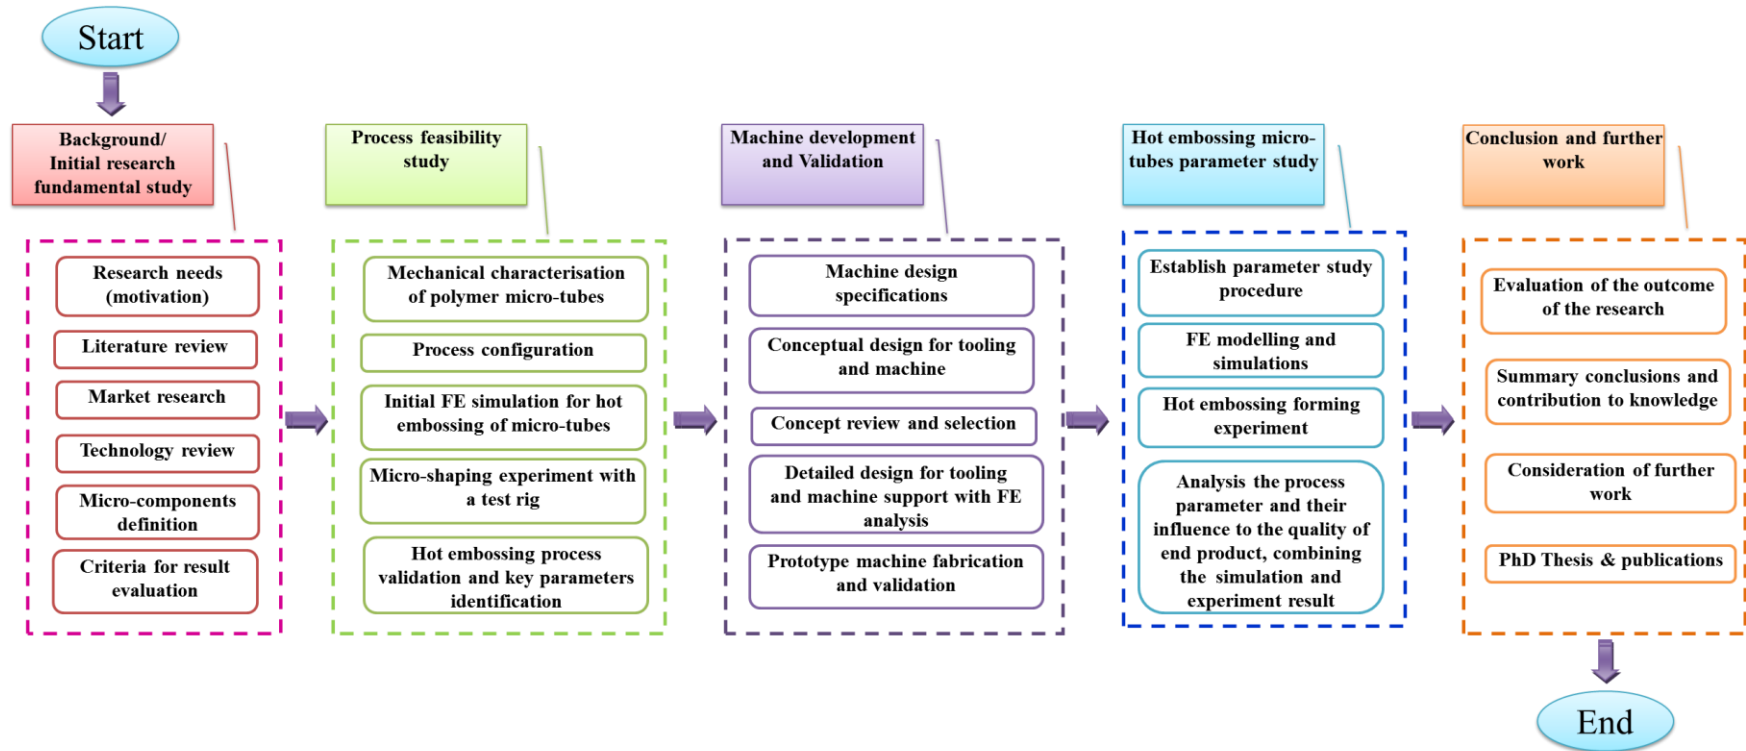 Start
Background/
Initial research
fundamental study
Research needs
(motivation)
Literature review
Market research
Technology review
Micro-components
definition
Criteria for result
evaluation
Process feasibility
study
Mechanical characterisation
of polymer micro-tubes
Process configuration
Initial FE simulation for hot
embossing of micro-tubes
Micro-shaping experiment with
a test rig
Hot embossing process
validation and key parameters
identification
Machine development
and Validation
Machine design
specifications
Conceptual design for tooling
and machine
Concept review and selection
Detailed design for tooling
and machine support with FE
analysis
Prototype machine fabrication
and validation
Hot embossing micro-
tubes parameter study
Establish parameter study
procedure
FE modelling and
simulations
Hot embossing forming
experiment
Analysis the process
parameter and their
influence to the quality of
end product, combining
the simulation and
experiment result
Conclusion and further
work
Evaluation of the outcome
of the research
Summary conclusions and
contribution to knowledge
Consideration of further
work
PhD Thesis & publications
End